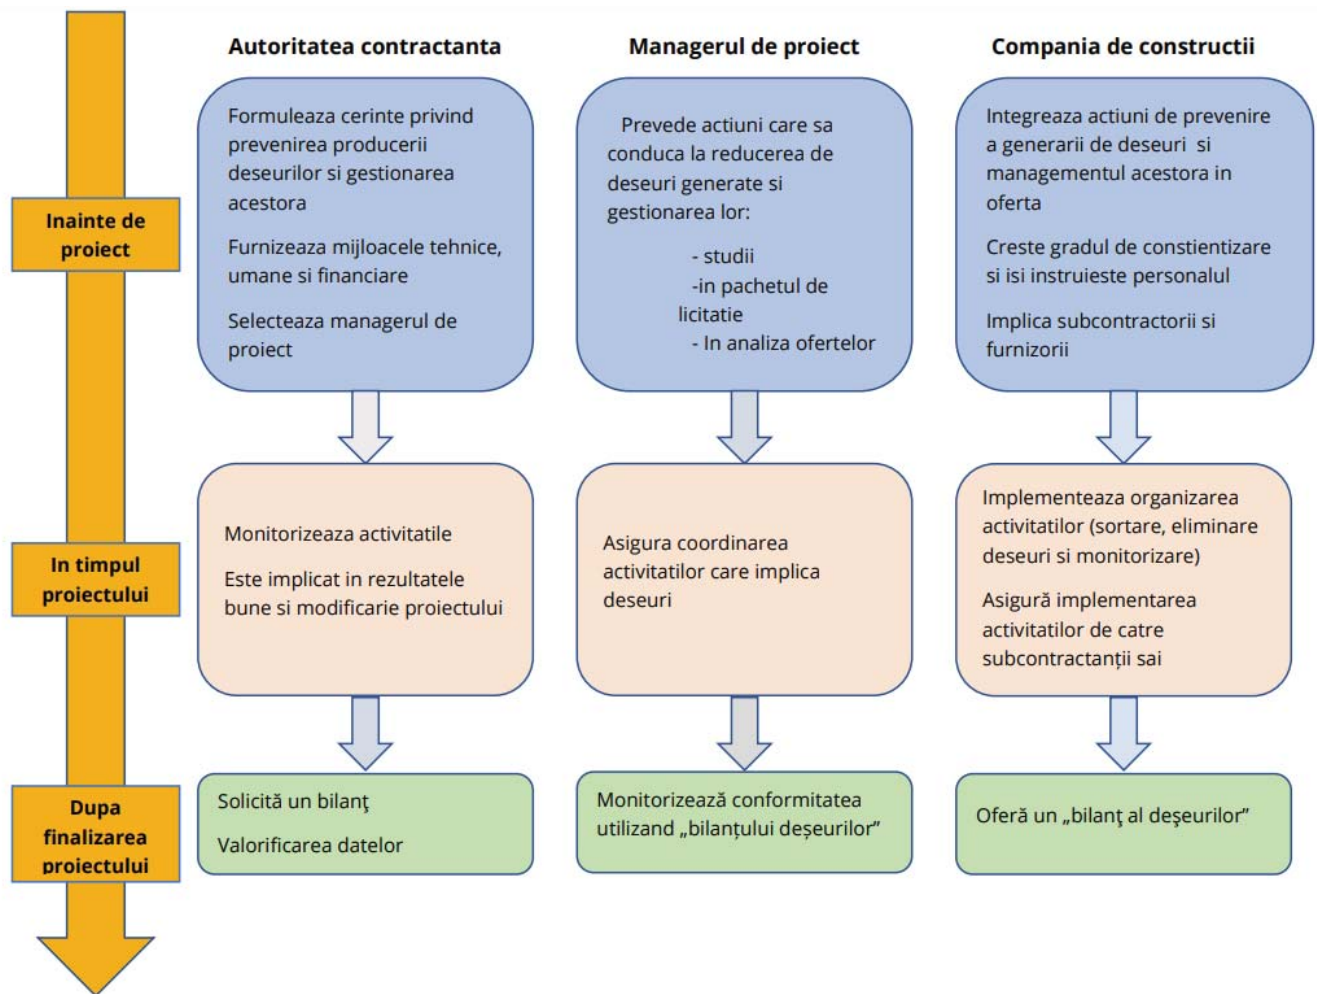 Autoritatea contractanta
Managerul de proiect
Compania de constructii
Inainte de
proiect
Formuleaza cerinte privind
prevenirea producerii
deseurilor si gestionarea
acestora
Furnizeaza mijloacele tehnice,
umane si financiare
Selecteaza managerul de
proiect
Prevede actiuni care sa
conduca la reducerea de
deseuri generate si
gestionarea lor:
- studii
-in pachetul de
licitatie
- In analiza ofertelor
Integreaza actiuni de prevenire
a generarii de deseuri si
managementul acestora in
oferta
Creste gradul de constientizare
si isi instruieste personalul
Implica subcontractorii si
furnizorii
In timpul
proiectului
Monitorizeaza activitatile
Este implicat in rezultatele
bune si modificarie proiectului
Asigura coordinarea
activitatilor care implica
deseuri
Implementeaza organizarea
activitatilor (sortare, eliminare
deseuri si monitorizare)
Asigură implementarea
activitatilor de catre
subcontractanții sai
Dupa
finalizarea
proiectului
Solicită un bilanţ
Valorificarea datelor
Monitorizează conformitatea
utilizand „bilanțului deșeurilor”
Oferă un „bilanţ al deşeurilor”